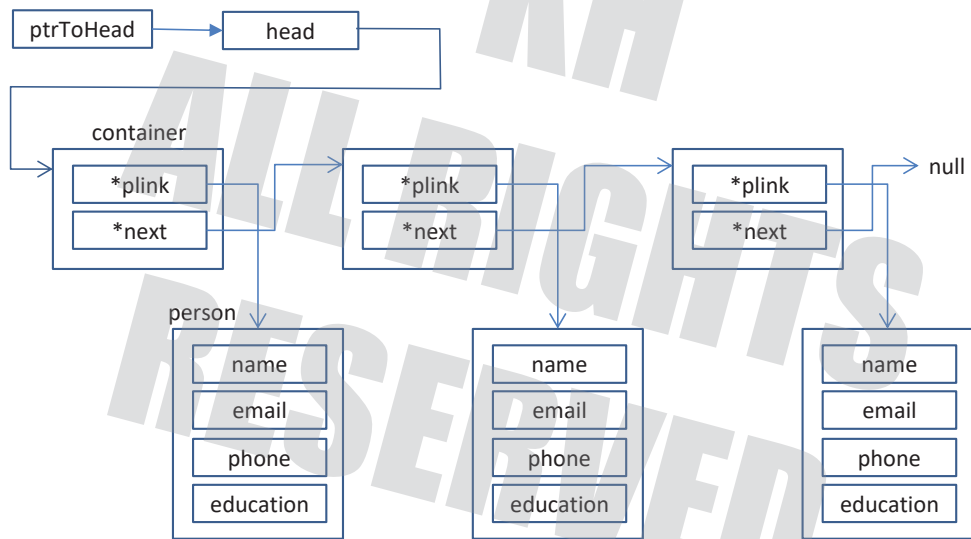 ptrToHead
head
container
*plink
*next
*plink
*next
*plink
*next
null
person
name
email
phone
education
name
email
phone
education
name
email
phone
education
ALL RIGHTS
RESERVED